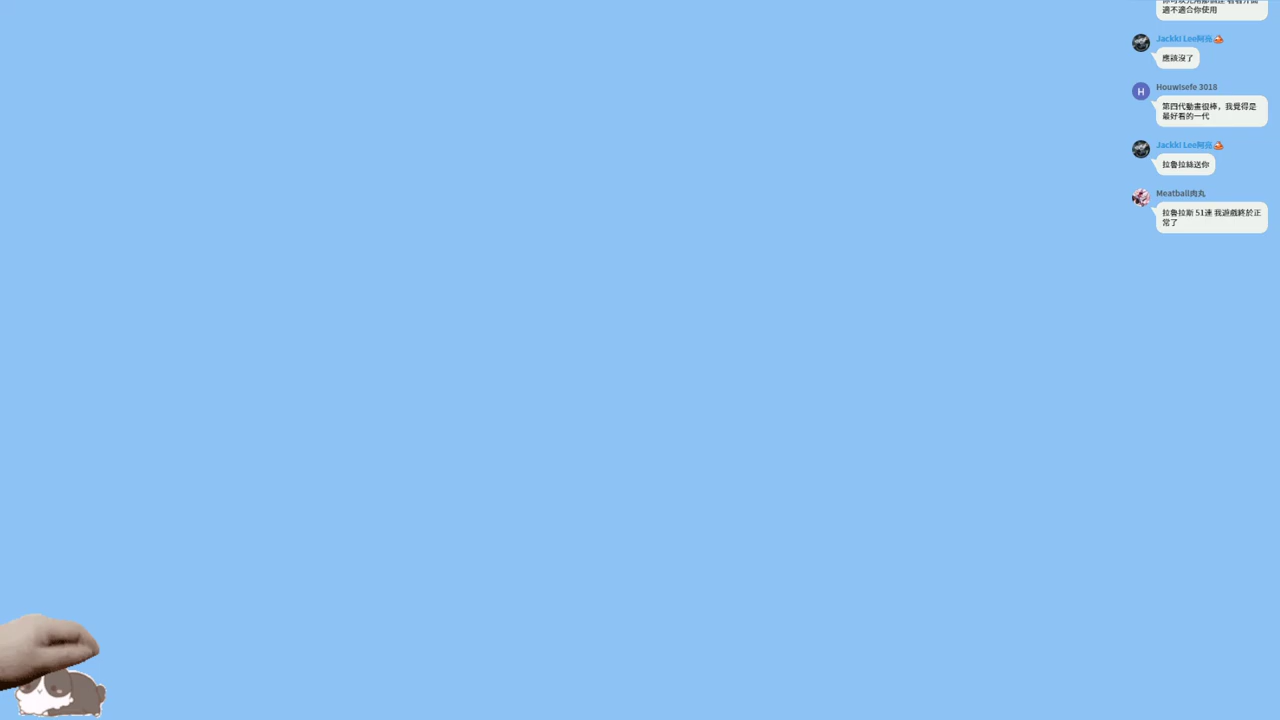 適不適合你使用
Jackki Lee阿亮
應該沒了
H
Houwisefe 3018
第四代動畫很棒，我覺得是
最好看的一代
Jackki Lee阿亮
拉魯拉絲送你
Meatball肉丸
拉魯拉斯 51連 我遊戲終於正
常了